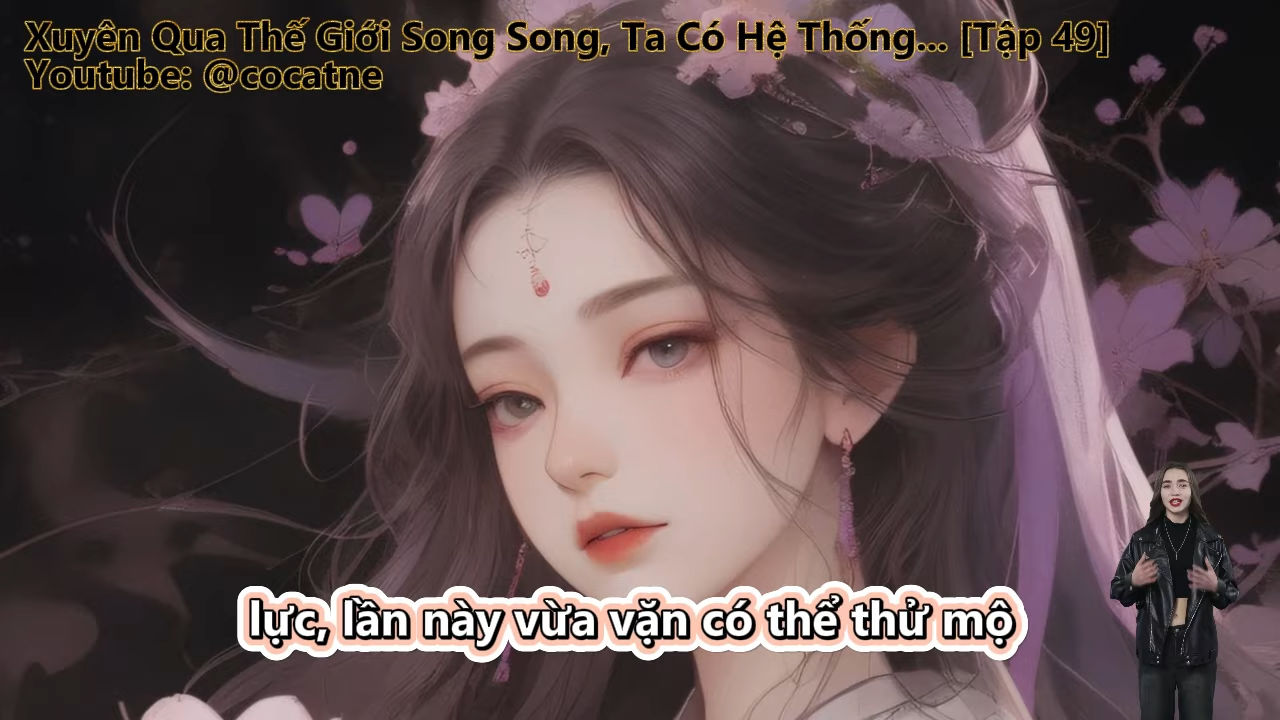 Xuyên Qua Thế Giới Song Song, Ta Có Hệ Thống... [Tập 49]
Youtube: @cocatne
lực, lần này vừa vặn có thể thử mộ